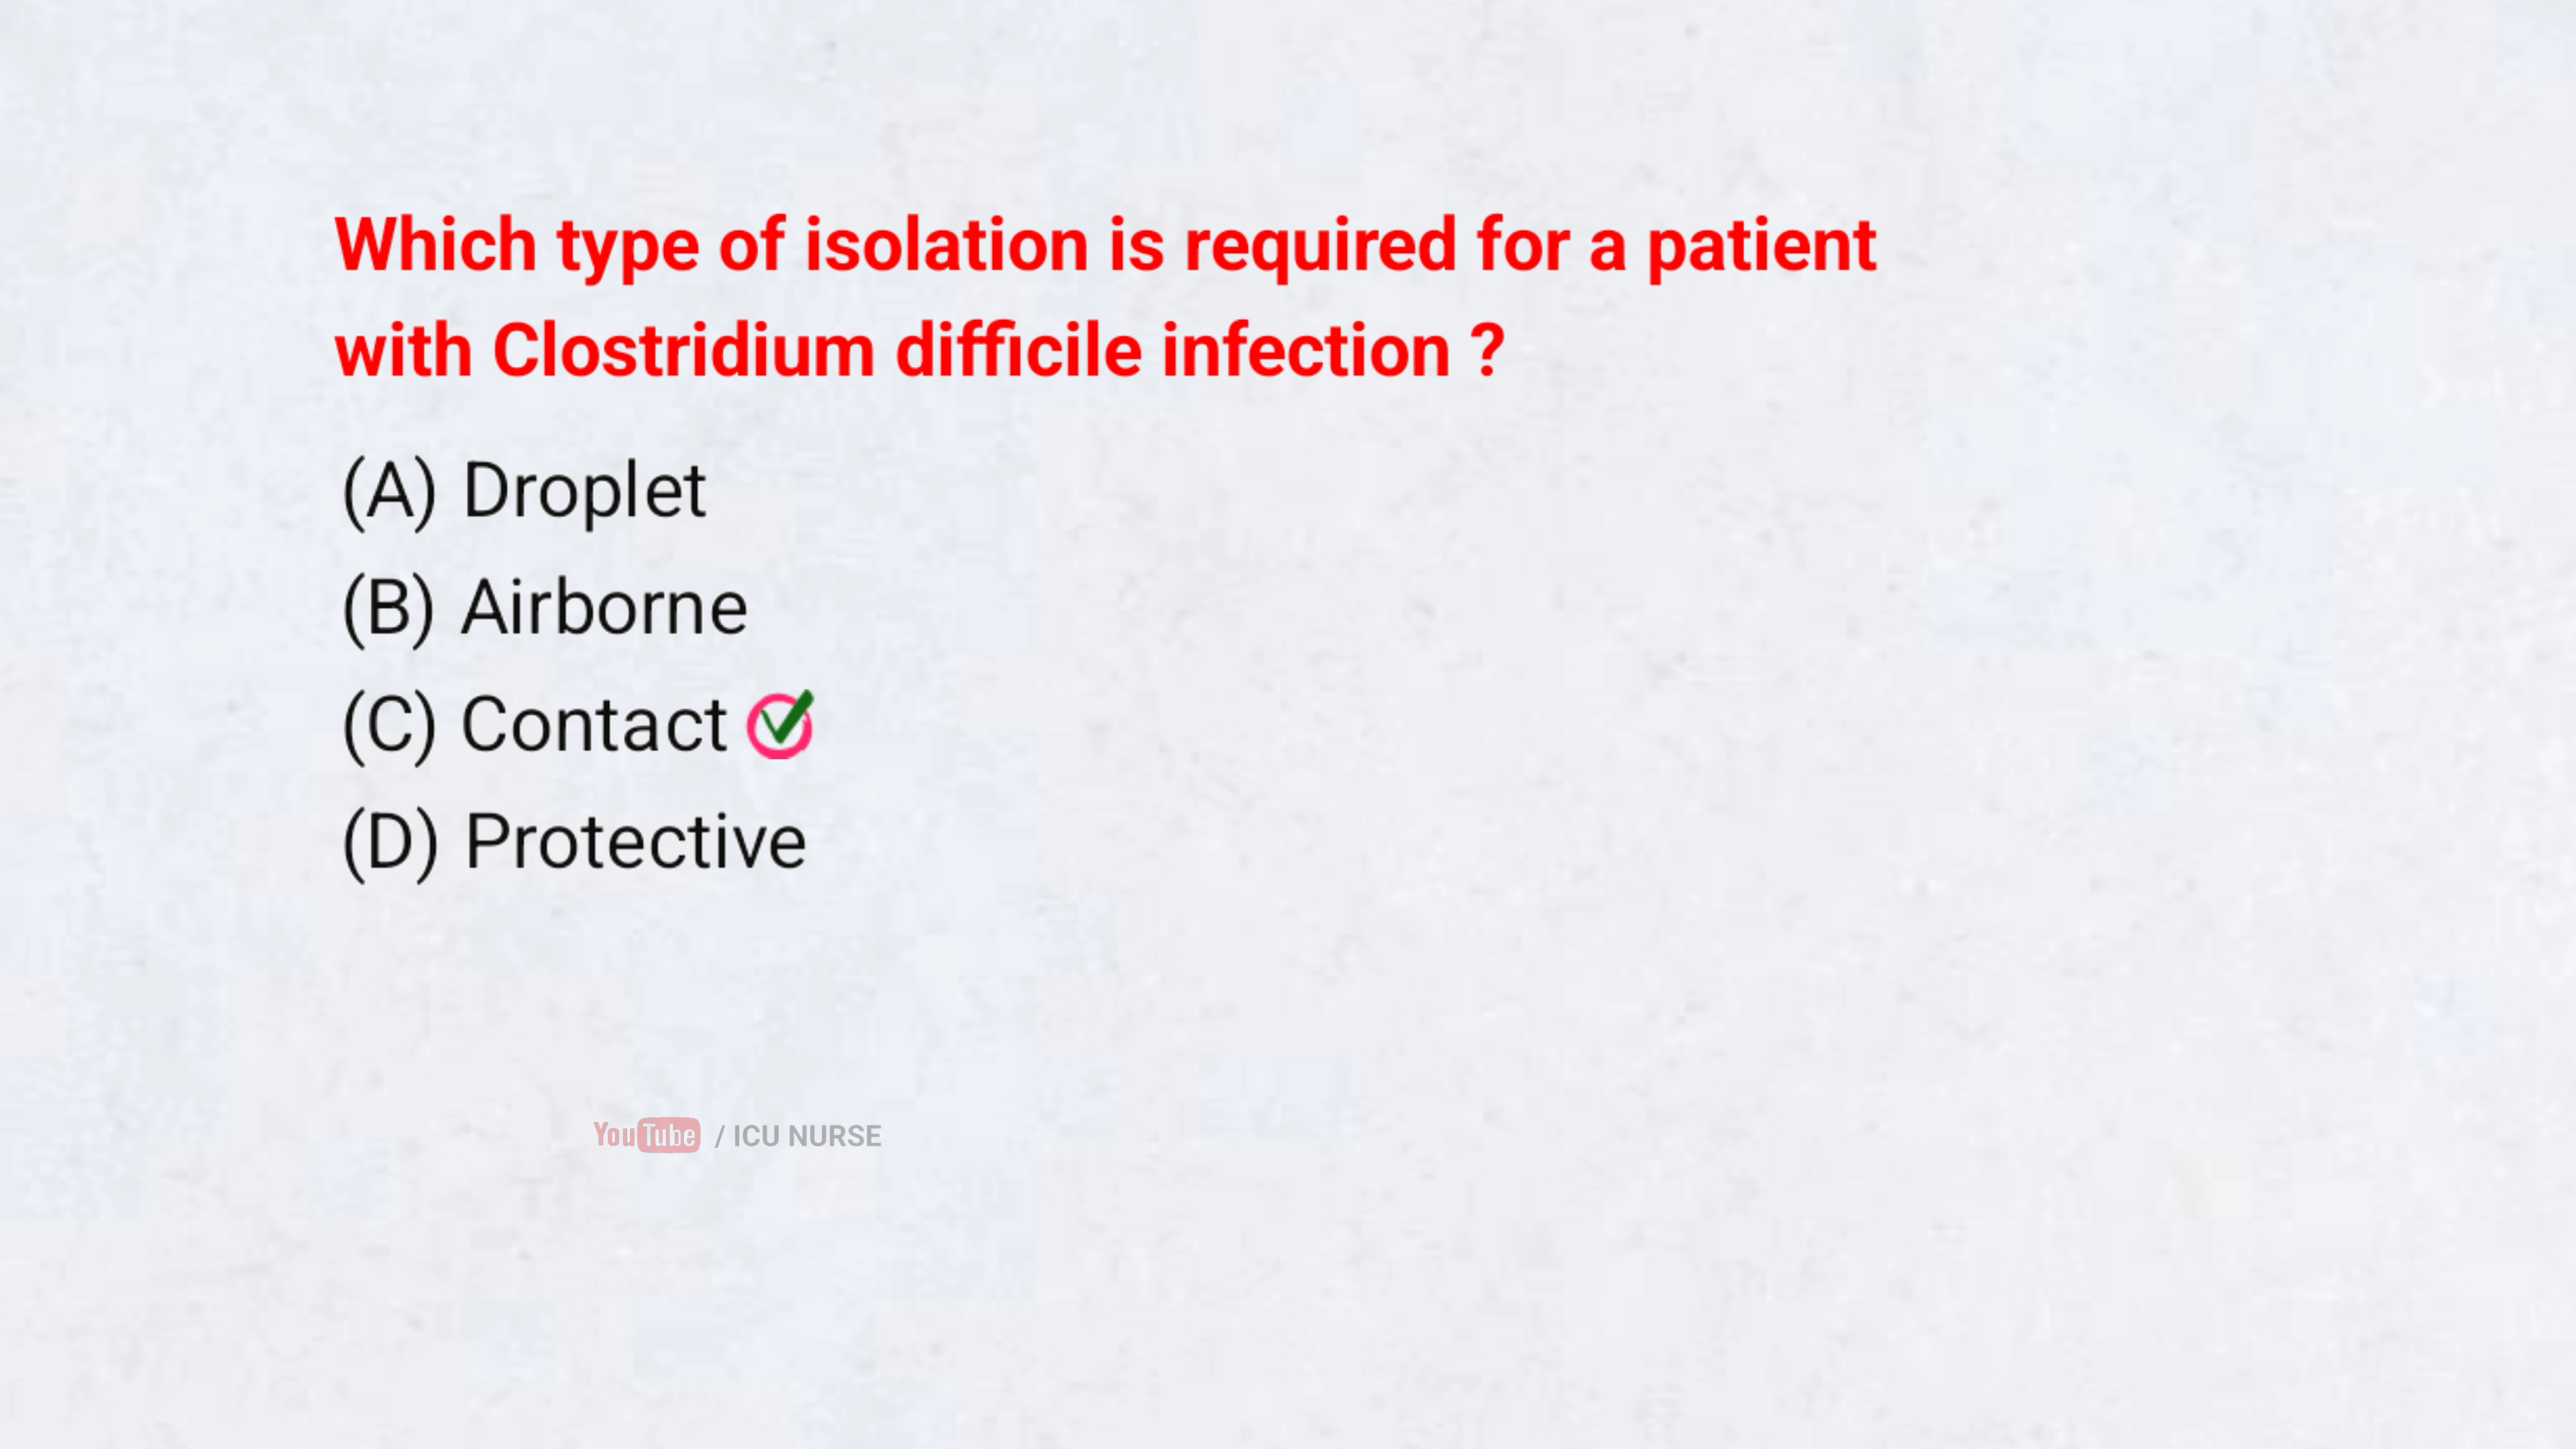 Which type of isolation is required for a patient
with Clostridium difficile infection ?
(A) Droplet
(B) Airborne
(C) Contact
(D) Protective
YouTube / ICU NURSE